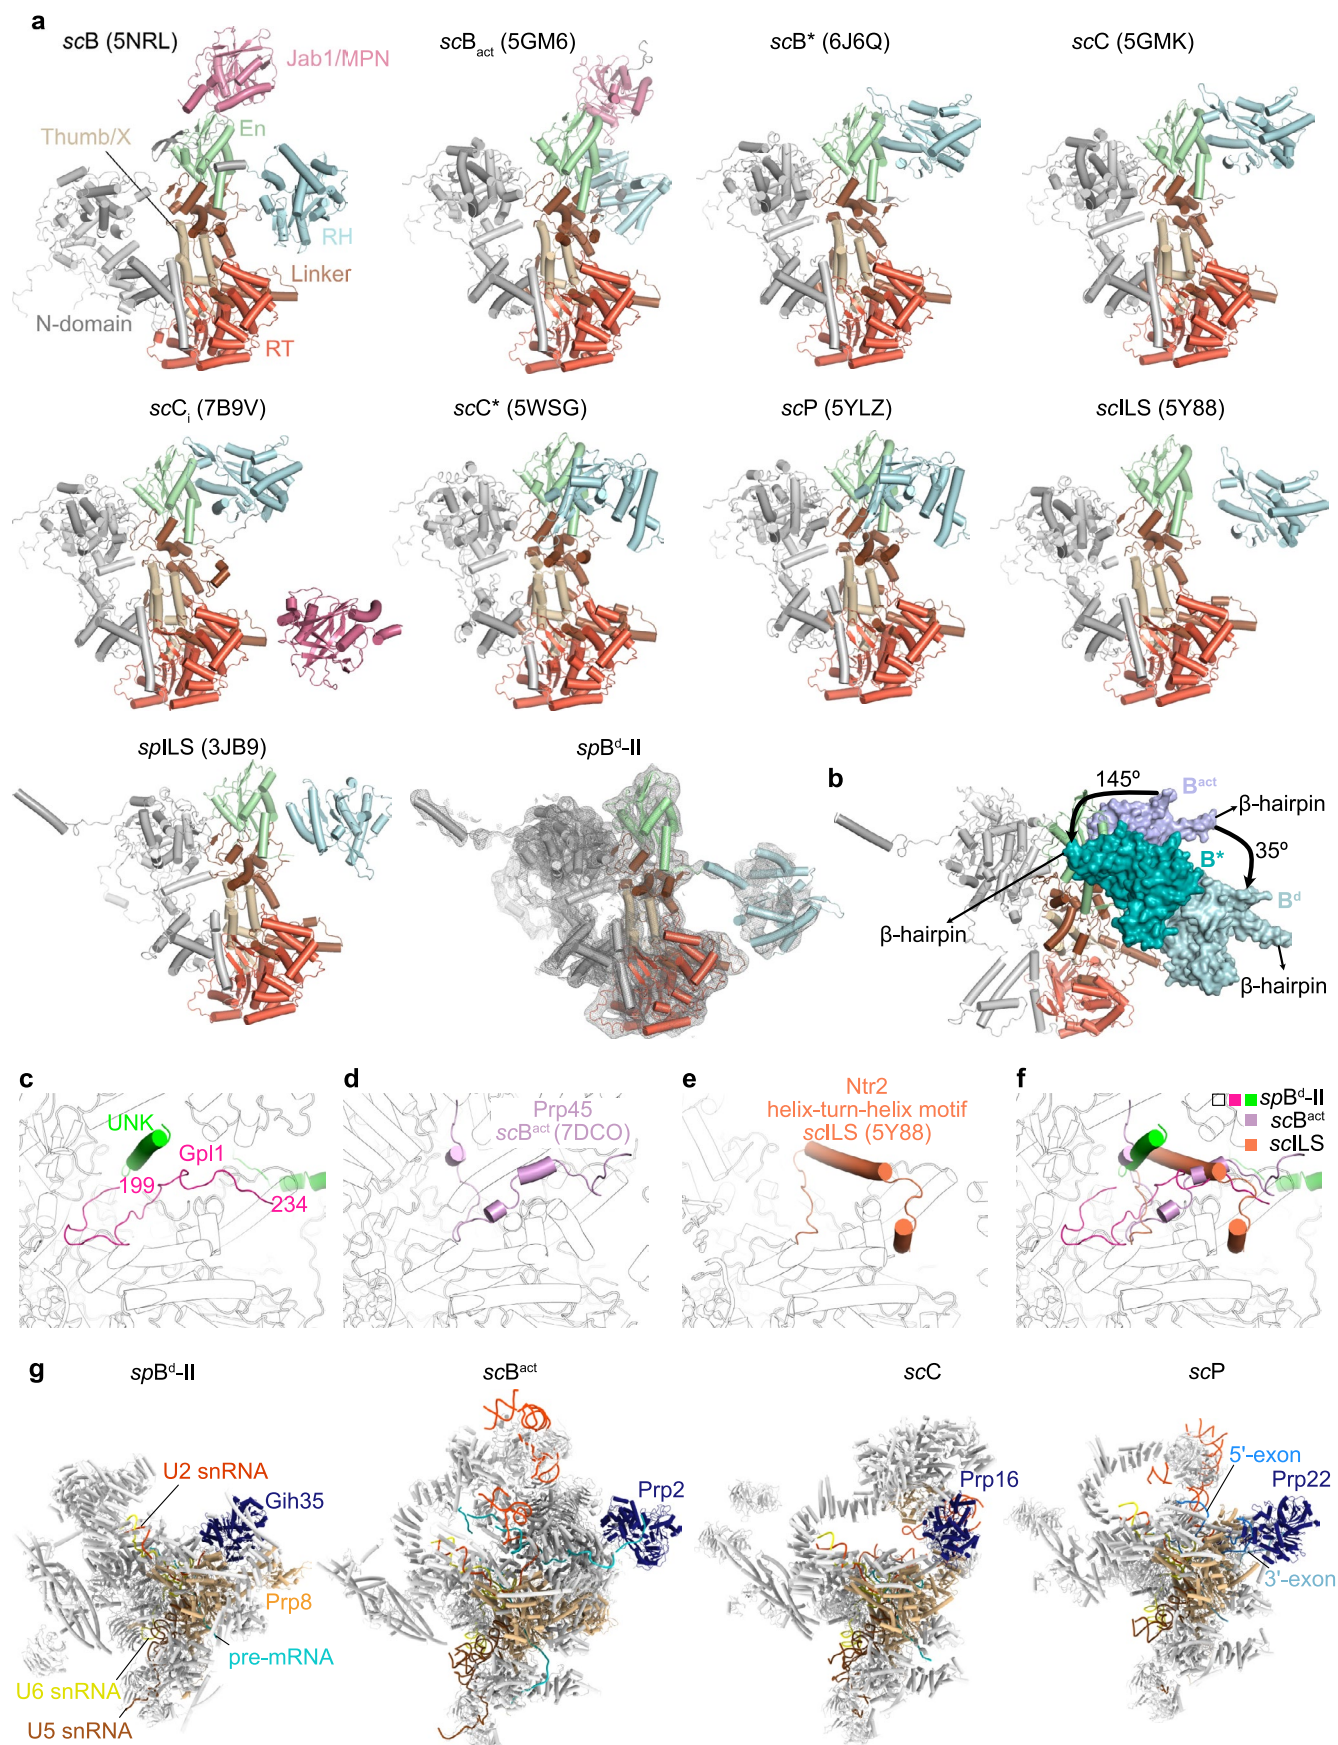 a
scB (5NRL)
scBact (5GM6)
scB* (6J6Q)
scC (5GMK)
Jab1/MPN
Thumb/X
En
RH
Linker
N-domain
RT
scCi (7B9V)
scC* (5WSG)
scP (5YLZ)
scILS (5Y88)
spILS (3JB9)
spBd-II
b
145º
Bact
β-hairpin
35º
B*
Bd
β-hairpin
β-hairpin
c
UNK
Gpl1
199
234
d
Prp45
scBact (7DCO)
e
Ntr2
helix-turn-helix motif
scILS (5Y88)
f
spBd-II
scBact
scILS
g
spBd-II
scBact
scC
scP
U2 snRNA
Gih35
Prp8
pre-mRNA
U6 snRNA
U5 snRNA
Prp2
Prp16
5'-exon
Prp22
3'-exon